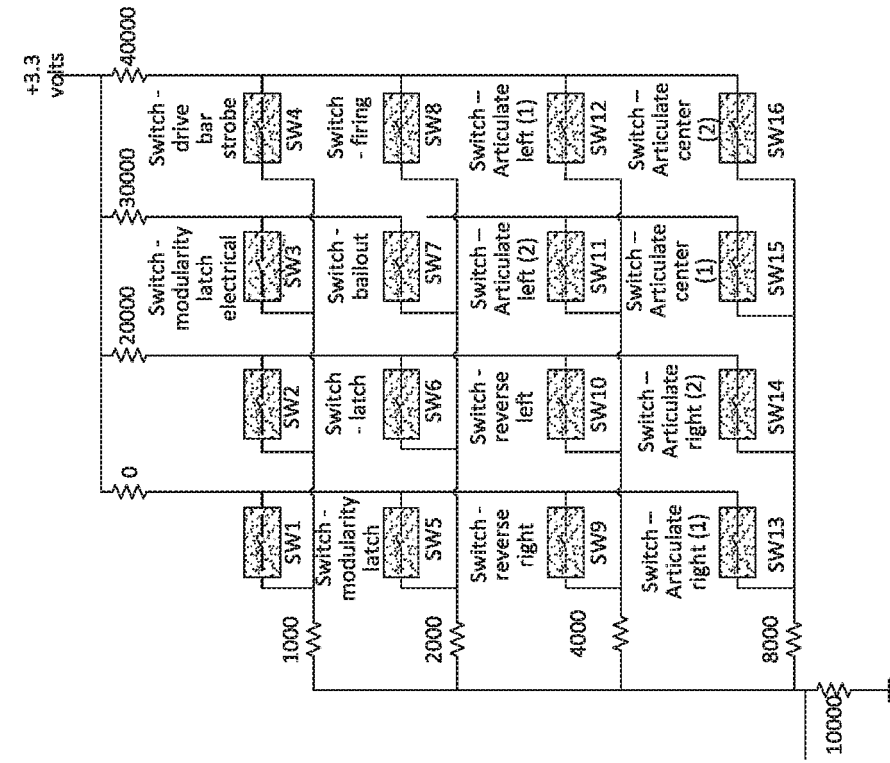 +3.3
volts
0
20000
30000
40000
SW1
SW2
Switch -
modularity
latch
electrical
SW3
Switch -
drive
bar
strobe
SW4
1000
Switch -
modularity
latch
SW5
Switch
- latch
SW6
Switch -
bailout
SW7
Switch
- firing
SW8
2000
Switch -
reverse
right
SW9
Switch -
reverse
left
SW10
Switch –
Articulate
left (2)
SW11
Switch –
Articulate
left (1)
SW12
4000
Switch –
Articulate
right (1)
SW13
Switch –
Articulate
right (2)
SW14
Switch –
Articulate
center
(1)
SW15
Switch –
Articulate
center
(2)
SW16
8000
10000